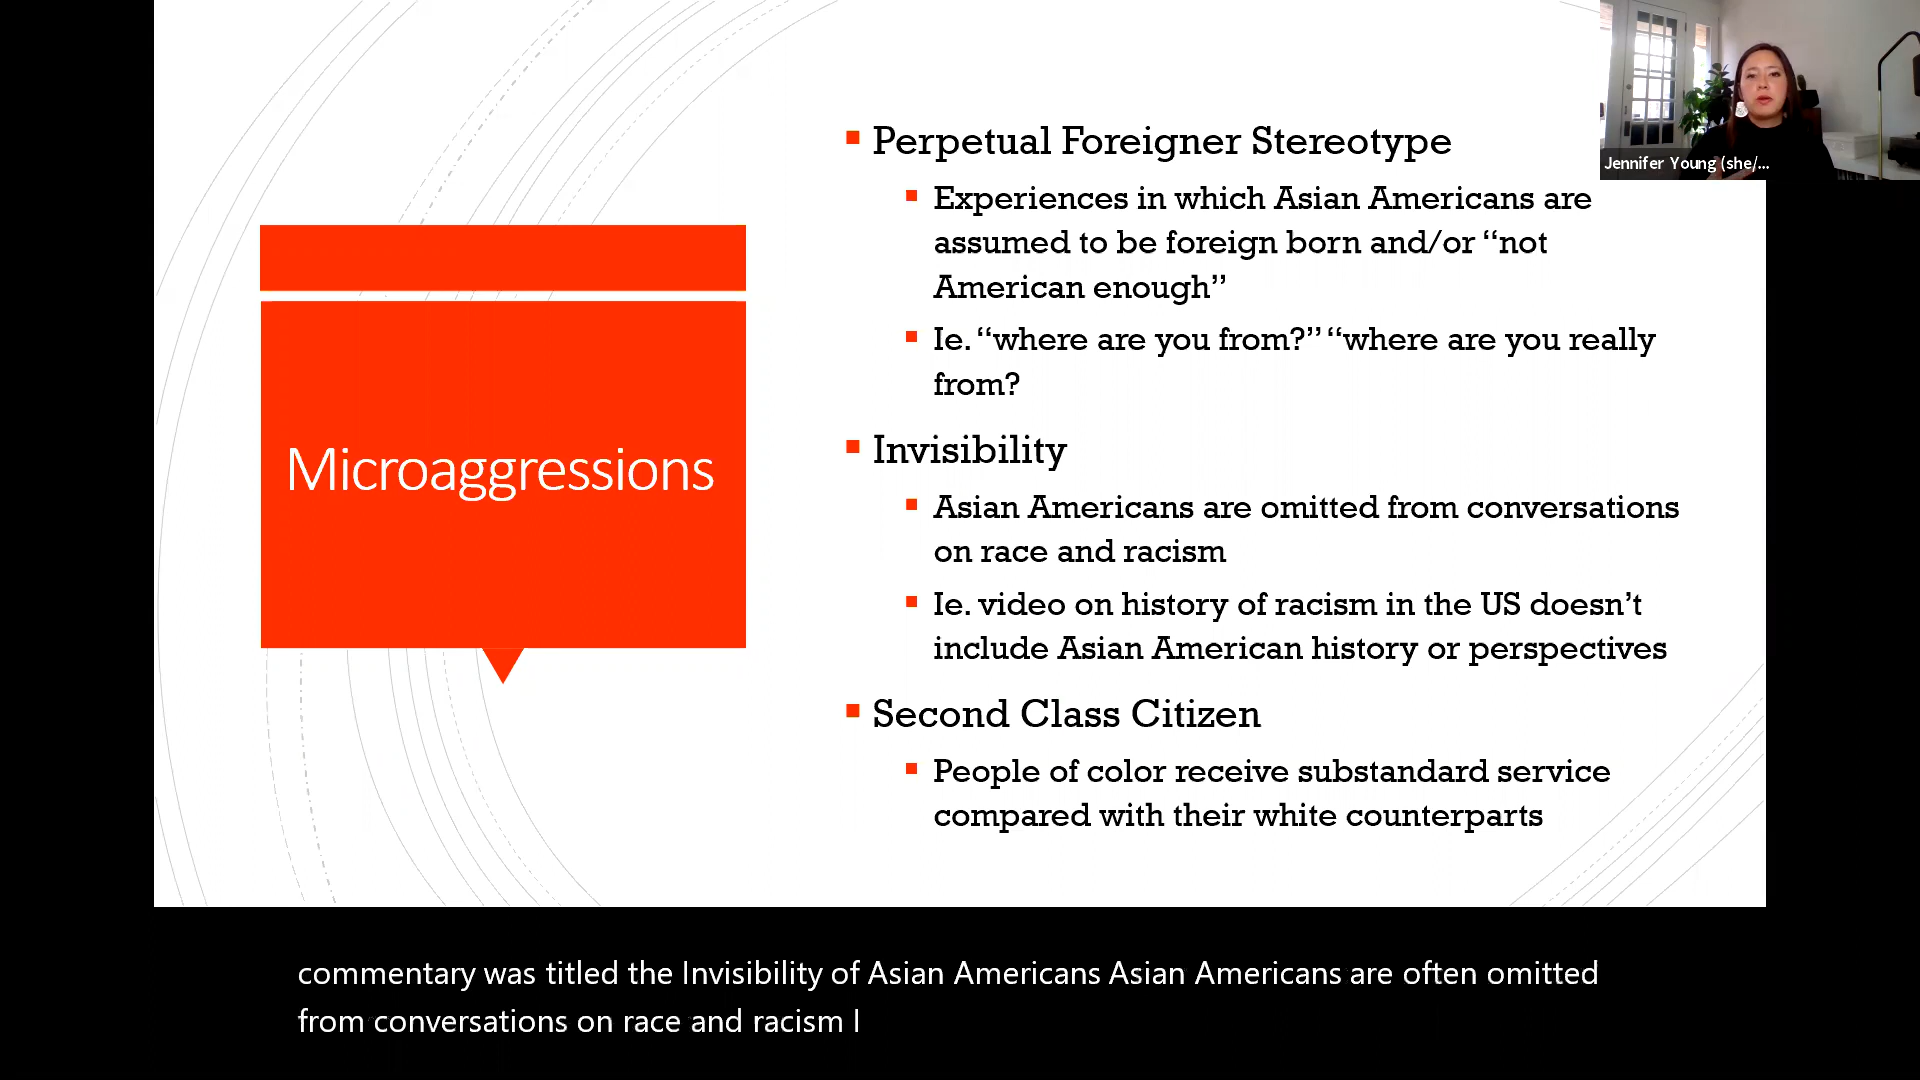 Microaggressions
Perpetual Foreigner Stereotype
Experiences in which Asian Americans are
assumed to be foreign born and/or “not
American enough”
Ie. “where are you from?” “where are you really
from?
Invisibility
Asian Americans are omitted from conversations
on race and racism
Ie. video on history of racism in the US doesn’t
include Asian American history or perspectives
Second Class Citizen
People of color receive substandard service
compared with their white counterparts
Jennifer Young (she/...
commentary was titled the Invisibility of Asian Americans Asian Americans are often omitted
from conversations on race and racism I